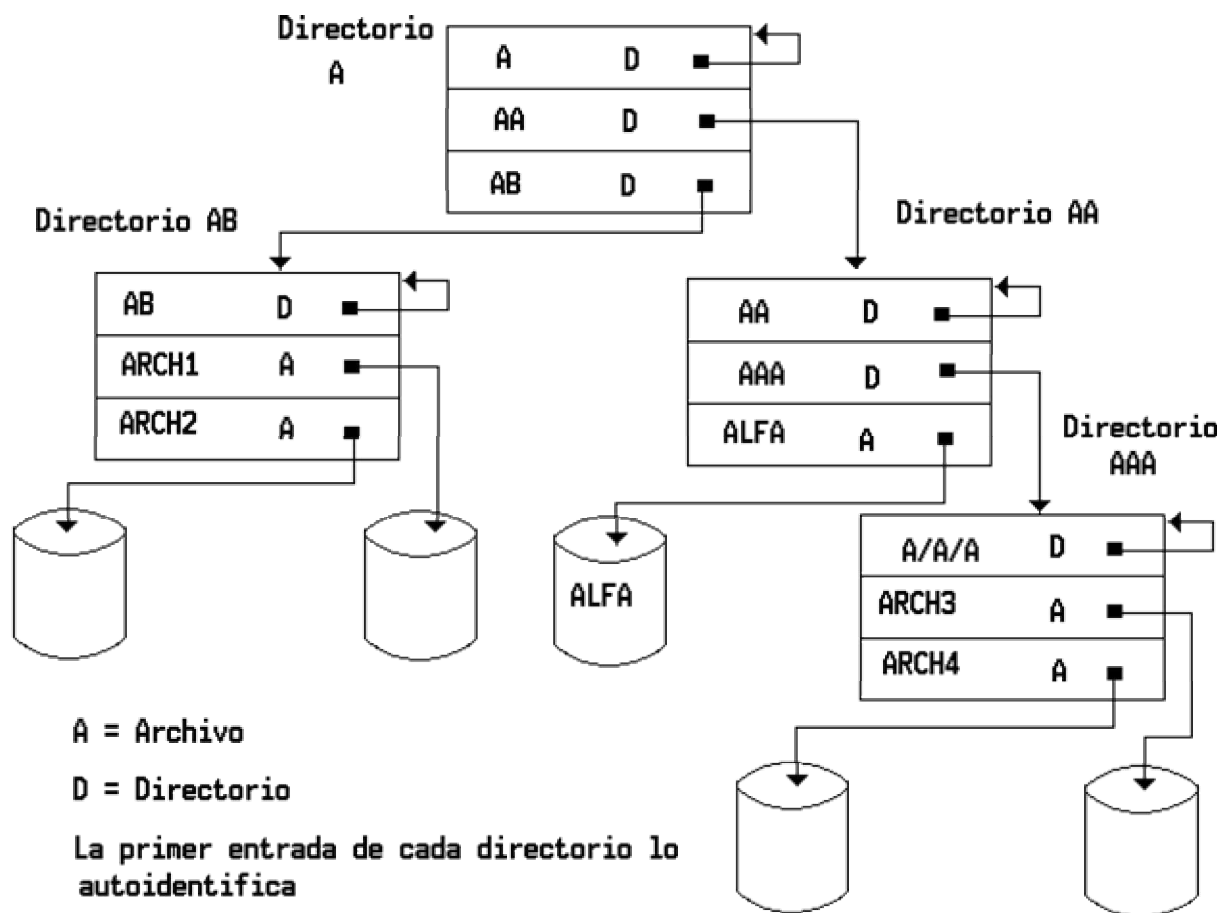 Directorio
A
A D
AA D
AB D
Directorio AB
AB D
ARCH1 A
ARCH2 A
Directorio AA
AA D
AAA D
ALFA A
ALFA
Directorio
AAA
A/A/A D
ARCH3 A
ARCH4 A
A = Archivo
D = Directorio
La primer entrada de cada directorio lo
autoidentifica